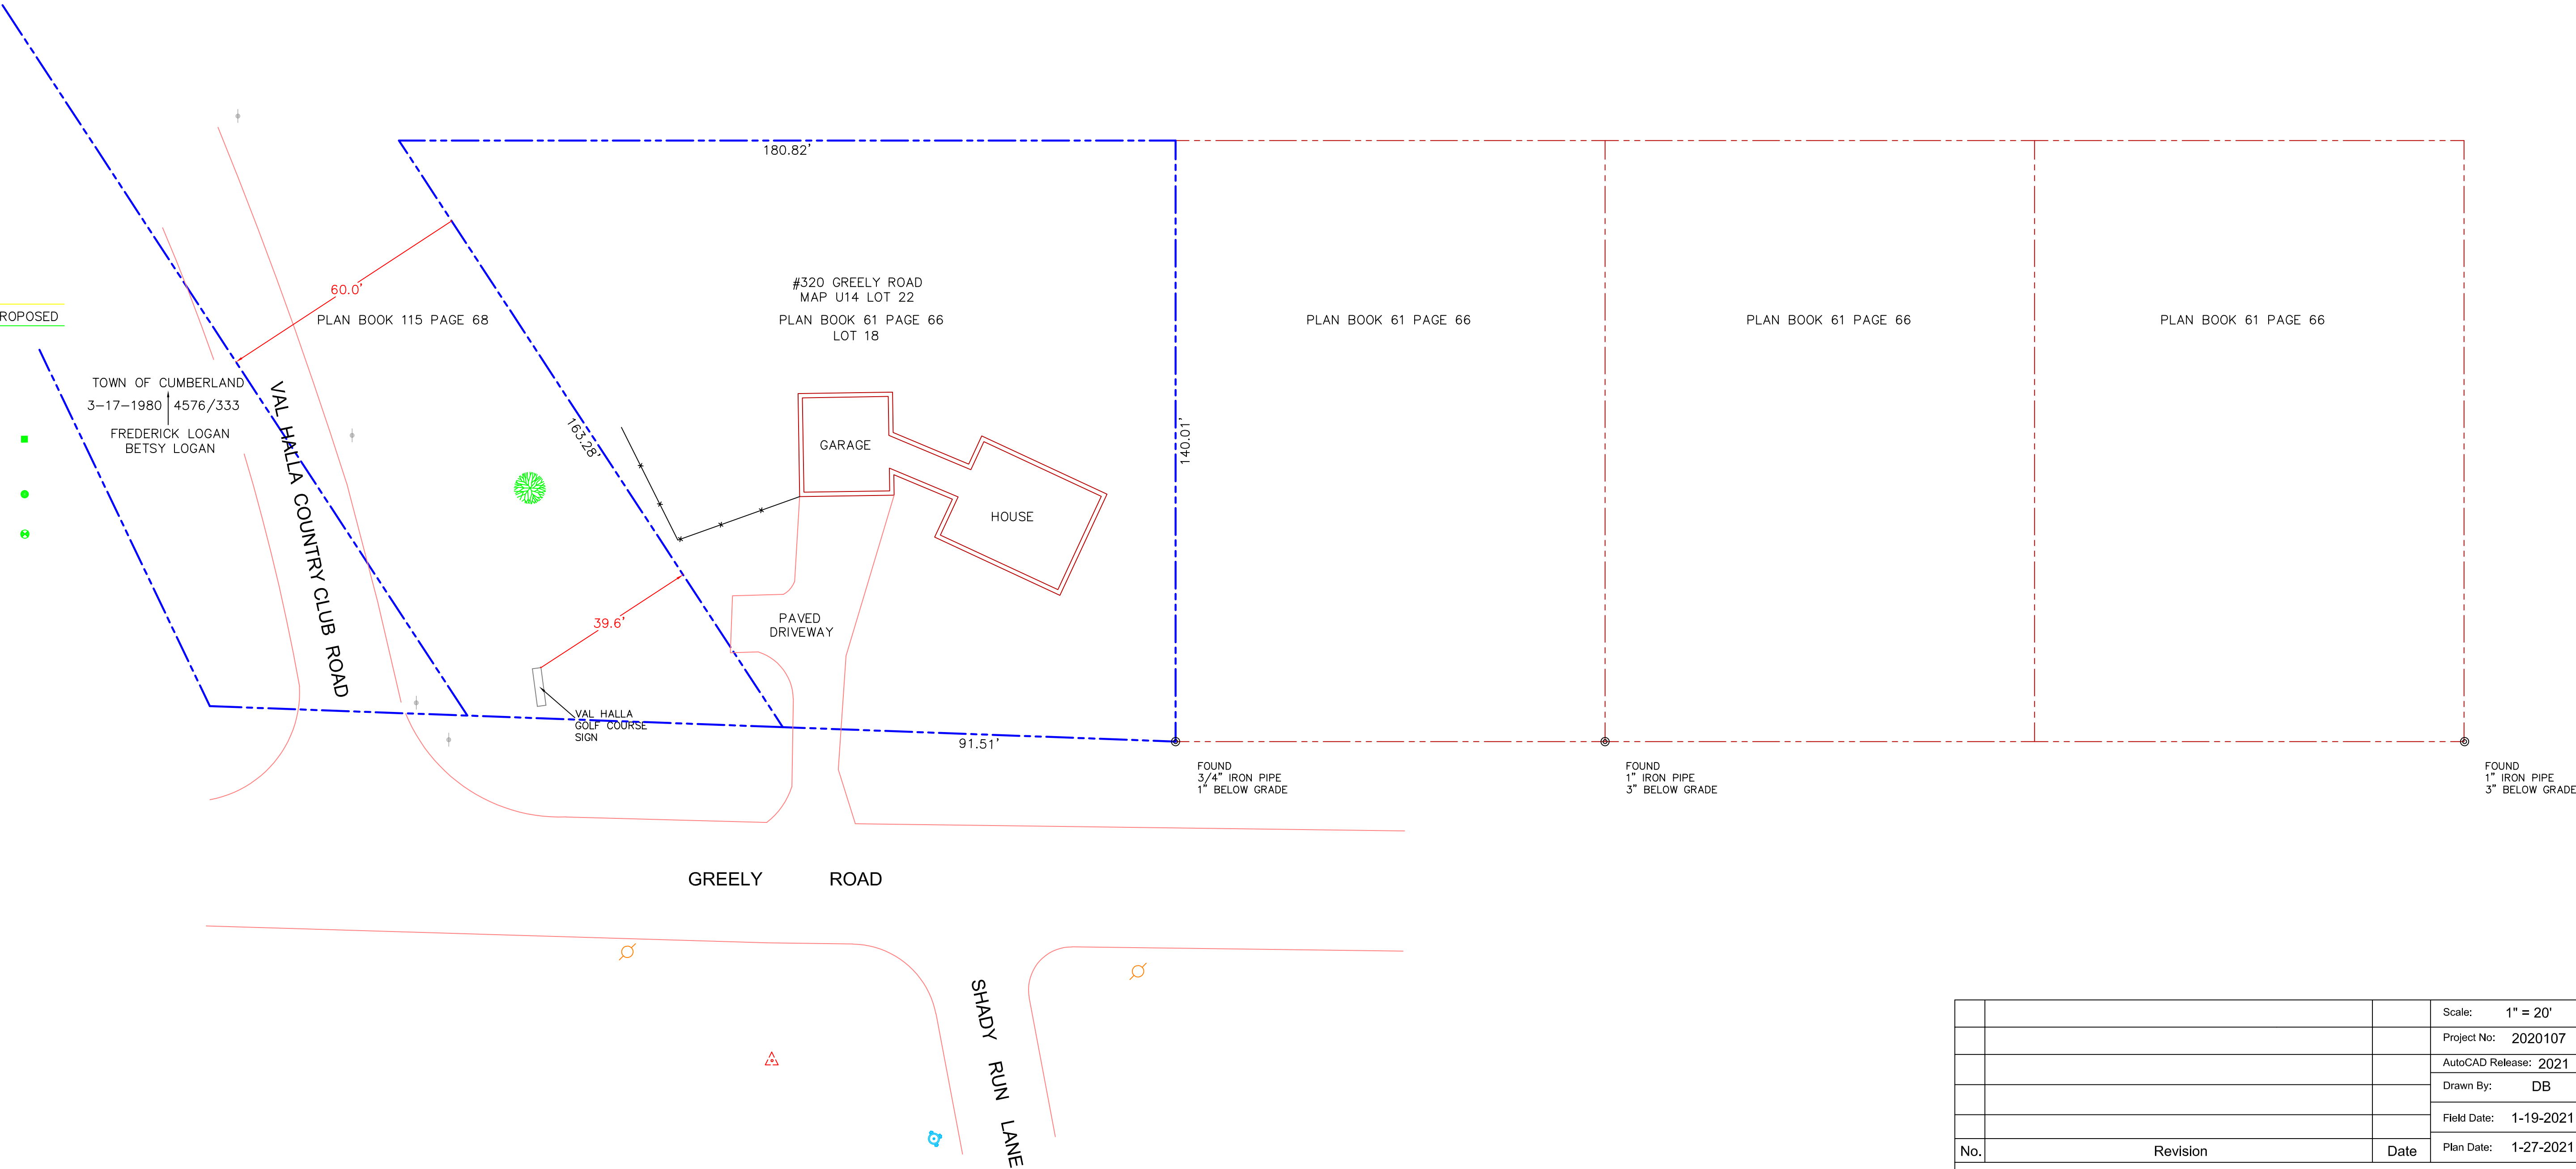 180.82'
#320 GREELY ROAD
MAP U14 LOT 22
60.0'
ROPOSED
PLAN BOOK 115 PAGE 68
PLAN BOOK 61 PAGE 66
LOT 18
PLAN BOOK 61 PAGE 66
PLAN BOOK 61 PAGE 66
PLAN BOOK 61 PAGE 66
TOWN OF CUMBERLAND
3-17-1980 4576/333
FREDERICK LOGAN
BETSY LOGAN
VAL HALLA COUNTRY CLUB ROAD
163.28'
GARAGE
140.01'
HOUSE
39.6'
PAVED
DRIVEWAY
VAL HALLA
GOLF COURSE
SIGN
91.51'
FOUND
3/4" IRON PIPE
1" BELOW GRADE
FOUND
1" IRON PIPE
3" BELOW GRADE
FOUND
1" IRON PIPE
3" BELOW GRADE
GREELY ROAD
SHADY RUN LANE
Scale: 1" = 20'
Project No: 2020107
AutoCAD Release: 2021
Drawn By: DB
Field Date: 1-19-2021
No. Revision Date Plan Date: 1-27-2021